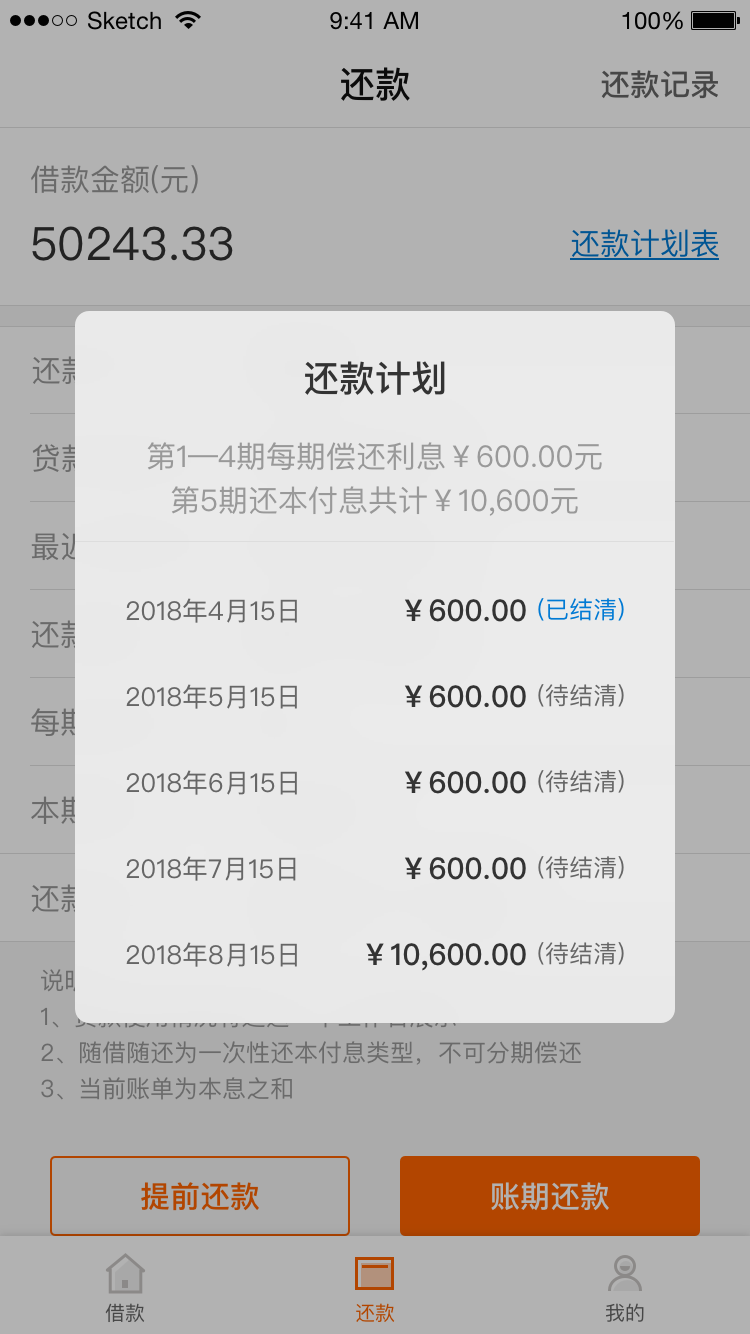 Sketch 9:41 AM 100%
还款 还款记录
借款金额(元)
50243.33 还款计划表
还款计划
第1—4期每期偿还利息￥600.00元
第5期还本付息共计￥10,600元
2018年4月15日 ￥600.00 (已结清)
2018年5月15日 ￥600.00 (待结清)
2018年6月15日 ￥600.00 (待结清)
2018年7月15日 ￥600.00 (待结清)
2018年8月15日 ￥10,600.00 (待结清)
还
贷
最
还
每
本
还
说
1、
2、随借随还为一次性还本付息类型，不可分期偿还
3、当前账单为本息之和
提前还款 账期还款
借款 还款 我的